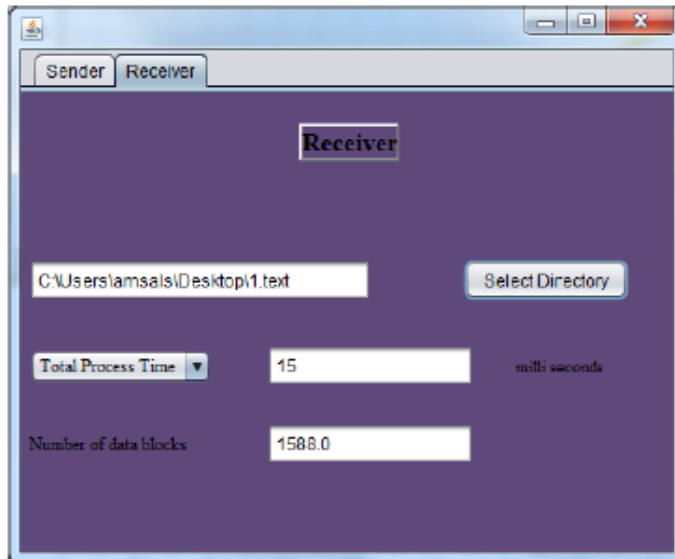 Sender Receiver
Receiver
C:\Users\amsals\Desktop\1.text Select Directory
Total Process Time 15 milli seconds
Number of data blocks 1588.0